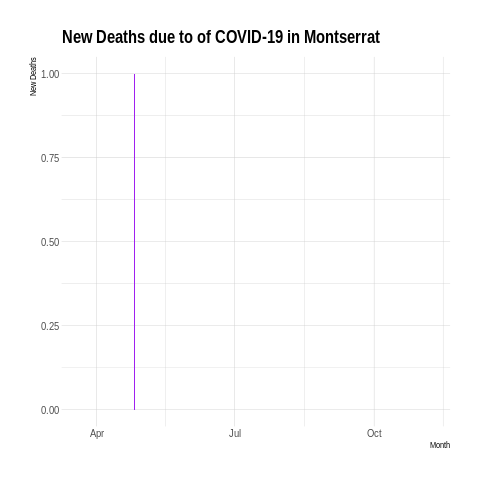 New Deaths due to of COVID-19 in Montserrat
New Deaths
1.00
0.75
0.50
0.25
0.00
Apr Jul Oct
Month